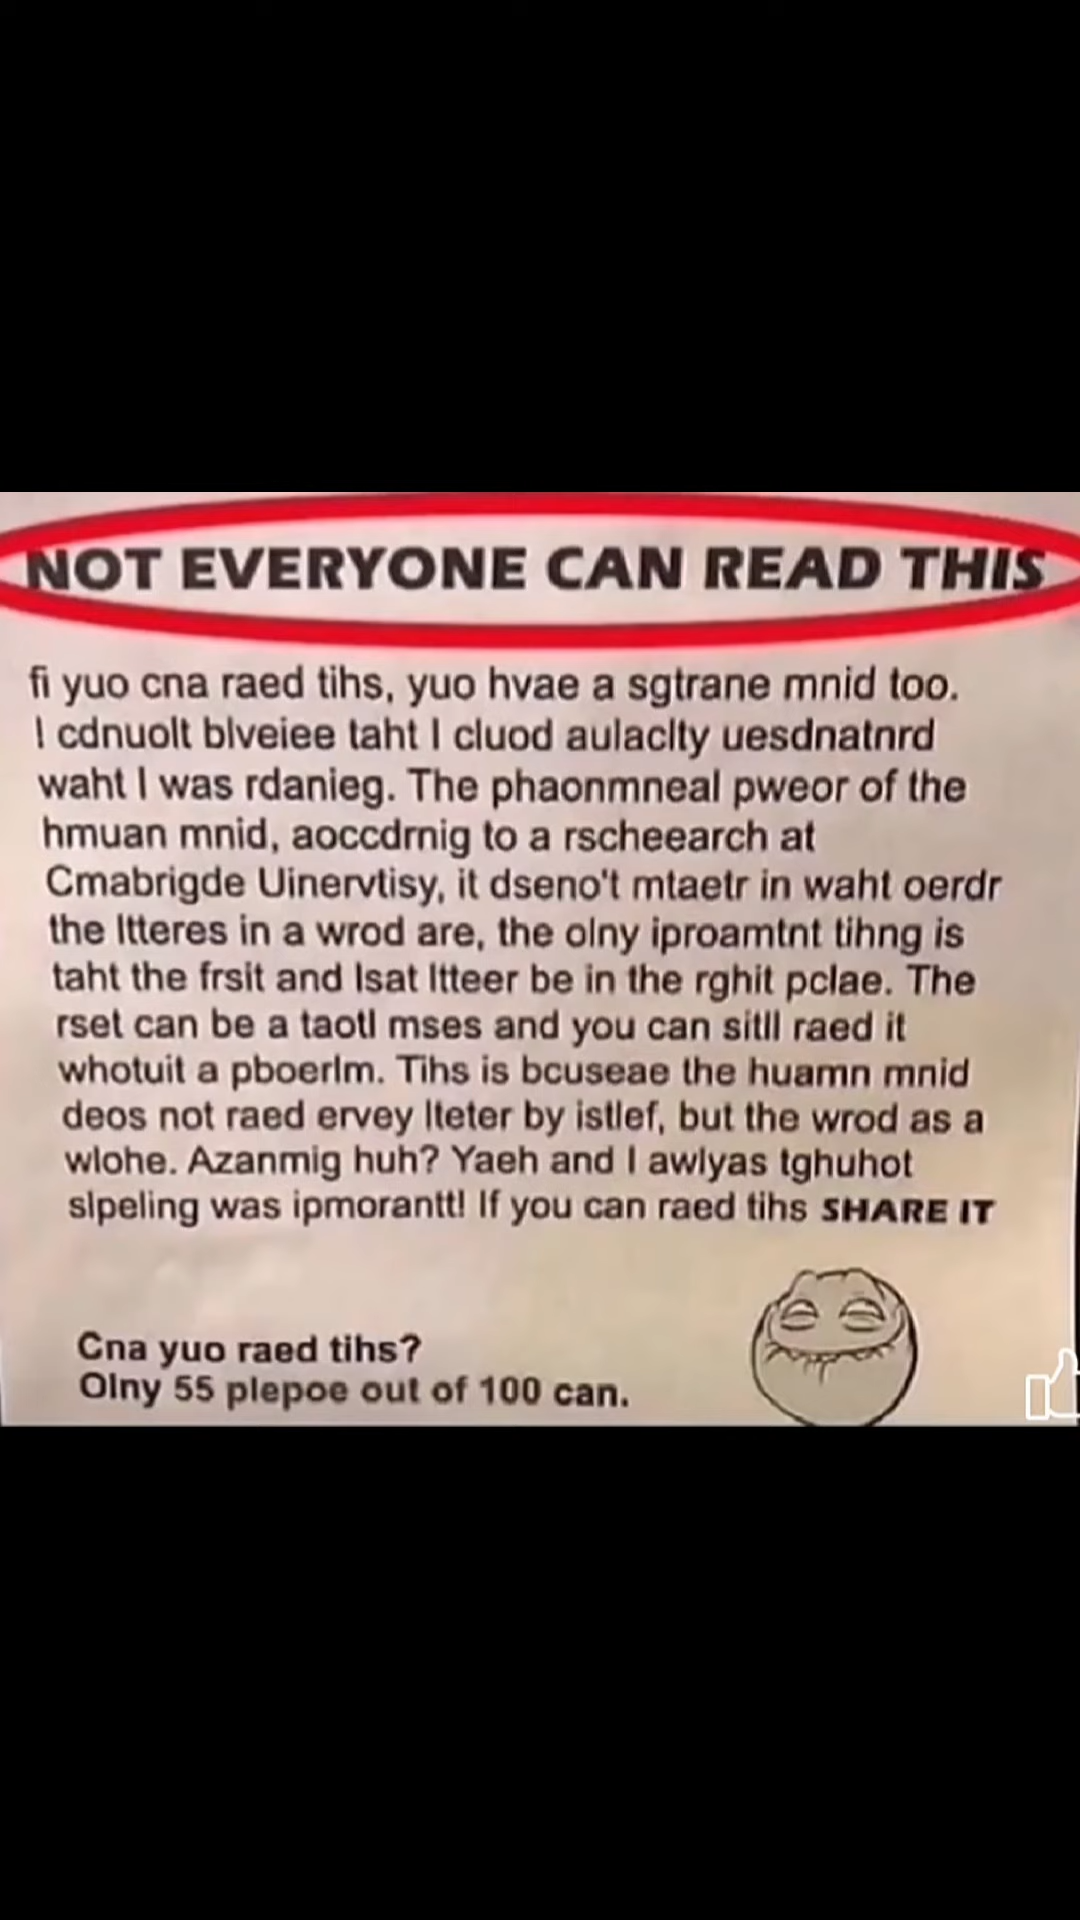 NOT EVERYONE CAN READ THIS
fi yuo cna raed tihs, yuo hvae a sgtrane mnid too.
I cdnuolt blveiee taht I cluod aulaclty uesdnatnrd
waht I was rdanieg. The phaonmneal pweor of the
hmuan mnid, aoccdrnig to a rscheearch at
Cmabrigde Uinervtisy, it dseno't mtaetr in waht oerdr
the ltteres in a wrod are, the olny iproamtnt tihng is
taht the frsit and lsat ltteer be in the rghit pclae. The
rset can be a taotl mses and you can sitll raed it
whotuit a pboerlm. Tihs is bcuseae the huamn mnid
deos not raed ervey lteter by istlef, but the wrod as a
wlohe. Azanmig huh? Yaeh and I awlyas tghuhot
slpeling was ipmorantt! If you can raed tihs SHARE IT
Cna yuo raed tihs?
Olny 55 plepoe out of 100 can.